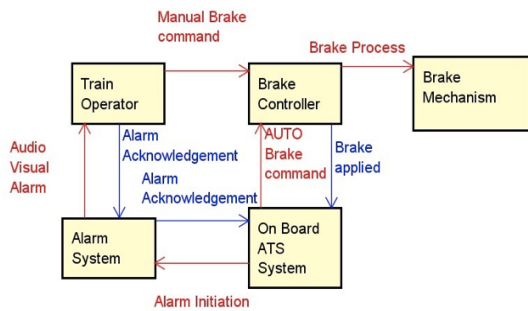 Manual Brake
command
Brake Process
Train
Operator
Brake
Controller
Brake
Mechanism
Audio
Visual
Alarm
Alarm
Acknowledgement
Alarm
Acknowledgement
AUTO
Brake
command
Brake
applied
Alarm
System
On Board
ATS
System
Alarm Initiation